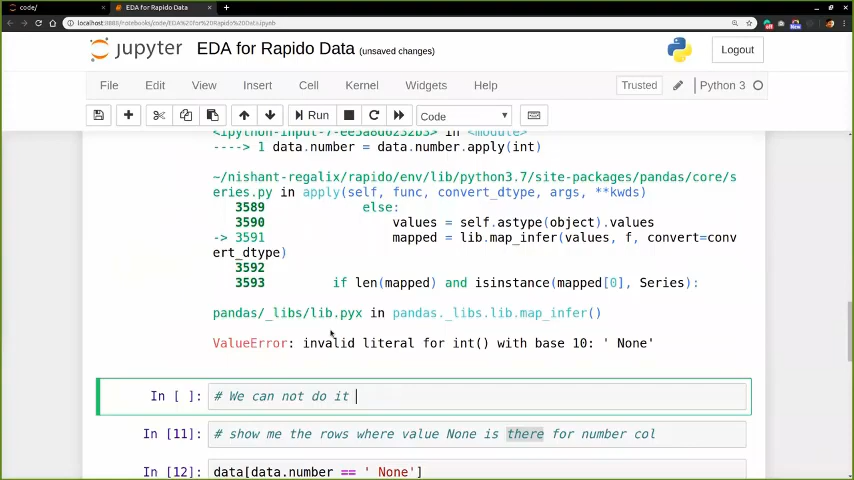 code/
EDA for Rapido Data
localhost:8883/notebooks/code/EDA%20for%20Rapido%20Data.ipynb
jupyter EDA for Rapido Data (unsaved changes)
Logout
File Edit View Insert Cell Kernel Widgets Help
Trusted Python 3
Run Code
<ipython-input-7-ee5a8d6232b3> in <module>
----> 1 data.number = data.number.apply(int)
~/nishant-regalix/rapido/env/lib/python3.7/site-packages/pandas/core/s
eries.py in apply(self, func, convert_dtype, args, **kwds)
3589 else:
3590 values = self.astype(object).values
-> 3591 mapped = lib.map_infer(values, f, convert=conv
ert_dtype)
3592
3593 if len(mapped) and isinstance(mapped[0], Series):
pandas/_libs/lib.pyx in pandas._libs.lib.map_infer()
ValueError: invalid literal for int() with base 10: ' None'
In [ ]: # We can not do it
In [11]: # show me the rows where value None is there for number col
In [12]: data[data.number == ' None']